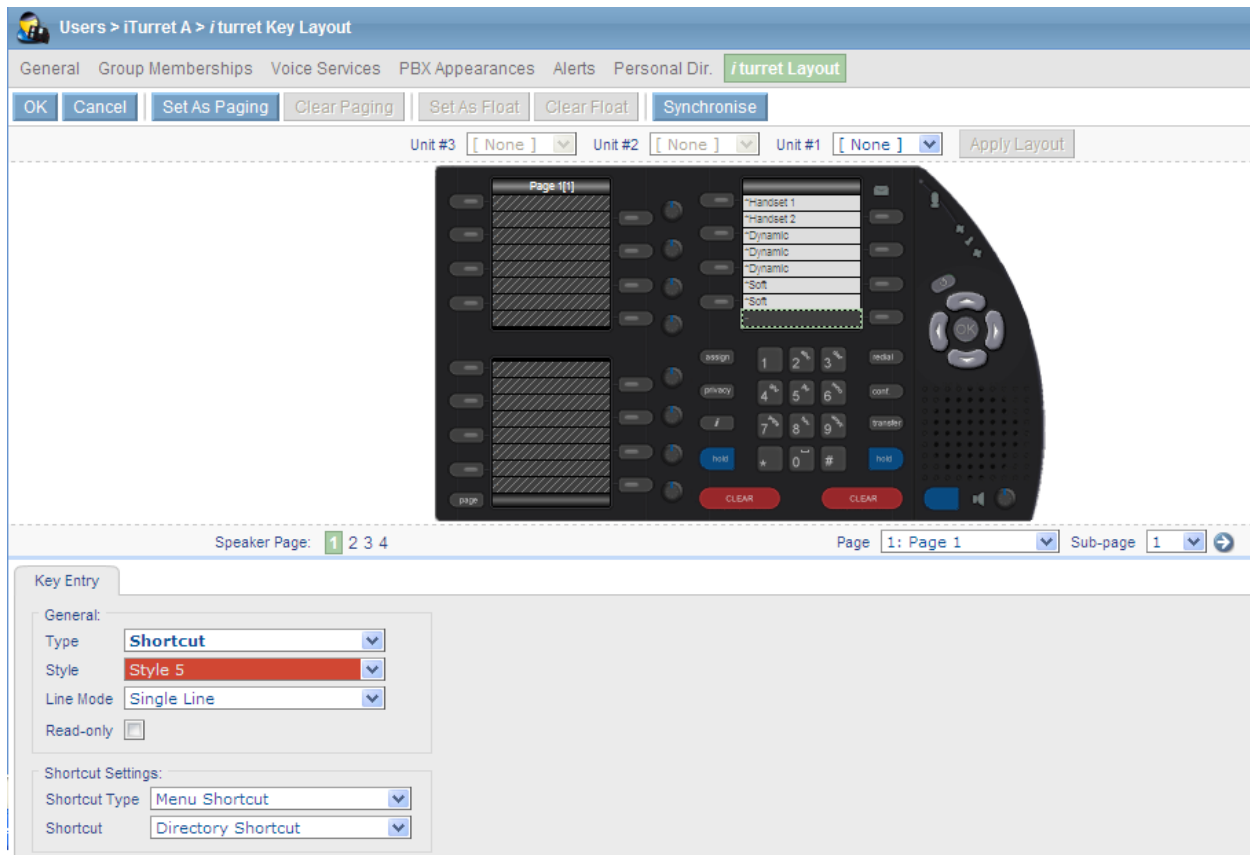 Users > iTurret A > i turret Key Layout
General Group Memberships Voice Services PBX Appearances Alerts Personal Dir. i turret Layout
OK Cancel Set As Paging Clear Paging Set As Float Clear Float Synchronise
Unit #3 [ None ] Unit #2 [ None ] Unit #1 [ None ] Apply Layout
Page 1[1]
~Handset 1
~Handset 2
~Dynamic
~Dynamic
~Dynamic
~Soft
~Soft
assign 1 2 3 redial
privacy 4 5 6 conf
i 7 8 9 transfer
hold * 0 # hold
page CLEAR CLEAR
OK
Speaker Page: 1 2 3 4 Page 1: Page 1 Sub-page 1
Key Entry
General:
Type Shortcut
Style Style 5
Line Mode Single Line
Read-only
Shortcut Settings:
Shortcut Type Menu Shortcut
Shortcut Directory Shortcut